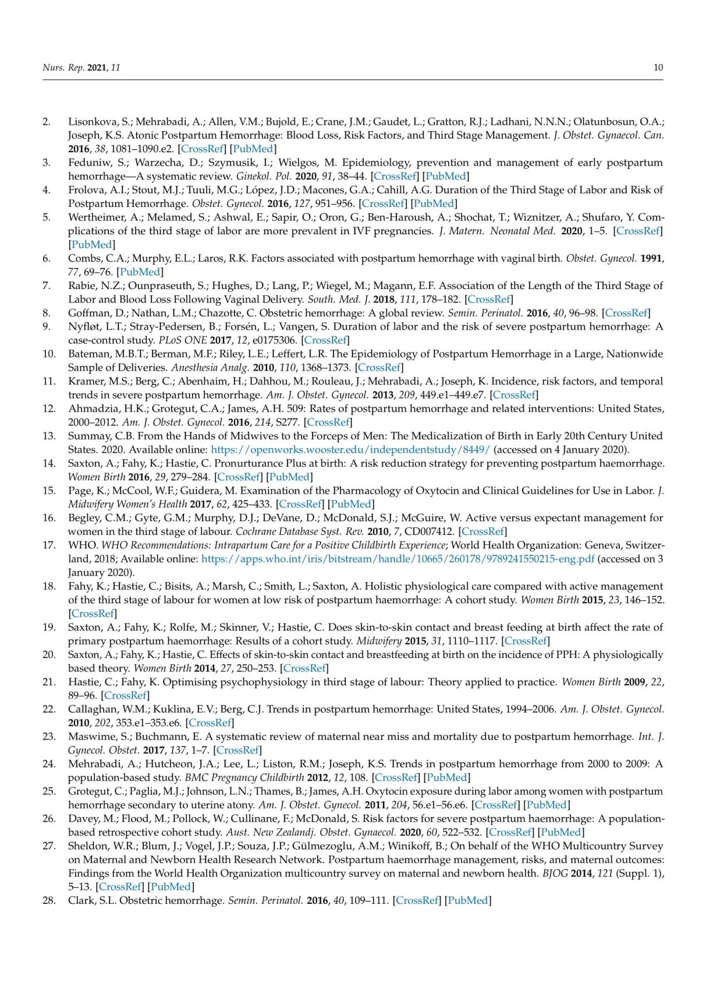 Nurs. Rep. 2021, 11
10
2. Lisonkova, S.; Mehrabadi, A.; Allen, V.M.; Bujold, E.; Crane, J.M.; Gaudet, L.; Gratton, R.J.; Ladhani, N.N.N.; Olatunbosun, O.A.;
Joseph, K.S. Atonic Postpartum Hemorrhage: Blood Loss, Risk Factors, and Third Stage Management. J. Obstet. Gynaecol. Can.
2016, 38, 1081–1090.e2. [CrossRef] [PubMed]
3. Feduniw, S.; Warzecha, D.; Szymusik, I.; Wielgos, M. Epidemiology, prevention and management of early postpartum
hemorrhage—A systematic review. Ginekol. Pol. 2020, 91, 38–44. [CrossRef] [PubMed]
4. Frolova, A.I.; Stout, M.J.; Tuuli, M.G.; López, J.D.; Macones, G.A.; Cahill, A.G. Duration of the Third Stage of Labor and Risk of
Postpartum Hemorrhage. Obstet. Gynecol. 2016, 127, 951–956. [CrossRef] [PubMed]
5. Wertheimer, A.; Melamed, S.; Ashwal, E.; Sapir, O.; Oron, G.; Ben-Haroush, A.; Shochat, T.; Wiznitzer, A.; Shufaro, Y. Com-
plications of the third stage of labor are more prevalent in IVF pregnancies. J. Matern. Neonatal Med. 2020, 1–5. [CrossRef]
[PubMed]
6. Combs, C.A.; Murphy, E.L.; Laros, R.K. Factors associated with postpartum hemorrhage with vaginal birth. Obstet. Gynecol. 1991,
77, 69–76. [PubMed]
7. Rabie, N.Z.; Ounpraseuth, S.; Hughes, D.; Lang, P.; Wiegel, M.; Magann, E.F. Association of the Length of the Third Stage of
Labor and Blood Loss Following Vaginal Delivery. South. Med. J. 2018, 111, 178–182. [CrossRef]
8. Goffman, D.; Nathan, L.M.; Chazotte, C. Obstetric hemorrhage: A global review. Semin. Perinatol. 2016, 40, 96–98. [CrossRef]
9. Nyfløt, L.T.; Stray-Pedersen, B.; Forsén, L.; Vangen, S. Duration of labor and the risk of severe postpartum hemorrhage: A
case-control study. PLoS ONE 2017, 12, e0175306. [CrossRef]
10. Bateman, M.B.T.; Berman, M.F.; Riley, L.E.; Leffert, L.R. The Epidemiology of Postpartum Hemorrhage in a Large, Nationwide
Sample of Deliveries. Anesthesia Analg. 2010, 110, 1368–1373. [CrossRef]
11. Kramer, M.S.; Berg, C.; Abenhaim, H.; Dahhou, M.; Rouleau, J.; Mehrabadi, A.; Joseph, K. Incidence, risk factors, and temporal
trends in severe postpartum hemorrhage. Am. J. Obstet. Gynecol. 2013, 209, 449.e1–449.e7. [CrossRef]
12. Ahmadzia, H.K.; Grotegut, C.A.; James, A.H. 509: Rates of postpartum hemorrhage and related interventions: United States,
2000–2012. Am. J. Obstet. Gynecol. 2016, 214, S277. [CrossRef]
13. Summay, C.B. From the Hands of Midwives to the Forceps of Men: The Medicalization of Birth in Early 20th Century United
States. 2020. Available online: https://openworks.wooster.edu/independentstudy/8449/ (accessed on 4 January 2020).
14. Saxton, A.; Fahy, K.; Hastie, C. Pronurturance Plus at birth: A risk reduction strategy for preventing postpartum haemorrhage.
Women Birth 2016, 29, 279–284. [CrossRef] [PubMed]
15. Page, K.; McCool, W.F.; Guidera, M. Examination of the Pharmacology of Oxytocin and Clinical Guidelines for Use in Labor. J.
Midwifery Women's Health 2017, 62, 425–433. [CrossRef] [PubMed]
16. Begley, C.M.; Gyte, G.M.; Murphy, D.J.; DeVane, D.; McDonald, S.J.; McGuire, W. Active versus expectant management for
women in the third stage of labour. Cochrane Database Syst. Rev. 2010, 7, CD007412. [CrossRef]
17. WHO. WHO Recommendations: Intrapartum Care for a Positive Childbirth Experience; World Health Organization: Geneva, Switzer-
land, 2018; Available online: https://apps.who.int/iris/bitstream/handle/10665/260178/9789241550215-eng.pdf (accessed on 3
January 2020).
18. Fahy, K.; Hastie, C.; Bisits, A.; Marsh, C.; Smith, L.; Saxton, A. Holistic physiological care compared with active management
of the third stage of labour for women at low risk of postpartum haemorrhage: A cohort study. Women Birth 2015, 23, 146–152.
[CrossRef]
19. Saxton, A.; Fahy, K.; Rolfe, M.; Skinner, V.; Hastie, C. Does skin-to-skin contact and breast feeding at birth affect the rate of
primary postpartum haemorrhage: Results of a cohort study. Midwifery 2015, 31, 1110–1117. [CrossRef]
20. Saxton, A.; Fahy, K.; Hastie, C. Effects of skin-to-skin contact and breastfeeding at birth on the incidence of PPH: A physiologically
based theory. Women Birth 2014, 27, 250–253. [CrossRef]
21. Hastie, C.; Fahy, K. Optimising psychophysiology in third stage of labour: Theory applied to practice. Women Birth 2009, 22,
89–96. [CrossRef]
22. Callaghan, W.M.; Kuklina, E.V.; Berg, C.J. Trends in postpartum hemorrhage: United States, 1994–2006. Am. J. Obstet. Gynecol.
2010, 202, 353.e1–353.e6. [CrossRef]
23. Maswime, S.; Buchmann, E. A systematic review of maternal near miss and mortality due to postpartum hemorrhage. Int. J.
Gynecol. Obstet. 2017, 137, 1–7. [CrossRef]
24. Mehrabadi, A.; Hutcheon, J.A.; Lee, L.; Liston, R.M.; Joseph, K.S. Trends in postpartum hemorrhage from 2000 to 2009: A
population-based study. BMC Pregnancy Childbirth 2012, 12, 108. [CrossRef] [PubMed]
25. Grotegut, C.; Paglia, M.J.; Johnson, L.N.; Thames, B.; James, A.H. Oxytocin exposure during labor among women with postpartum
hemorrhage secondary to uterine atony. Am. J. Obstet. Gynecol. 2011, 204, 56.e1–56.e6. [CrossRef] [PubMed]
26. Davey, M.; Flood, M.; Pollock, W.; Cullinane, F.; McDonald, S. Risk factors for severe postpartum haemorrhage: A population-
based retrospective cohort study. Aust. New Zealandj. Obstet. Gynaecol. 2020, 60, 522–532. [CrossRef] [PubMed]
27. Sheldon, W.R.; Blum, J.; Vogel, J.P.; Souza, J.P.; Gülmezoglu, A.M.; Winikoff, B.; On behalf of the WHO Multicountry Survey
on Maternal and Newborn Health Research Network. Postpartum haemorrhage management, risks, and maternal outcomes:
Findings from the World Health Organization multicountry survey on maternal and newborn health. BJOG 2014, 121 (Suppl. 1),
5–13. [CrossRef] [PubMed]
28. Clark, S.L. Obstetric hemorrhage. Semin. Perinatol. 2016, 40, 109–111. [CrossRef] [PubMed]